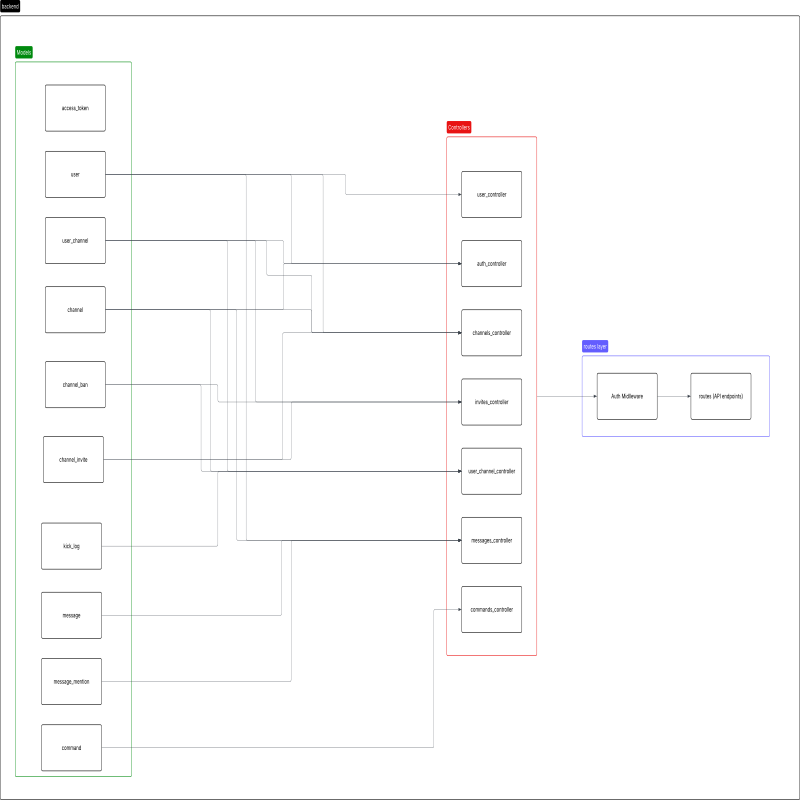 backend
Models
access_token
user
user_channel
channel
channel_ban
channel_invite
kick_log
message
message_mention
command
Controllers
user_controller
auth_controller
channels_controller
invites_controller
user_channel_controller
messages_controller
commands_controller
routes layer
Auth Midleware
routes (API endpoints)